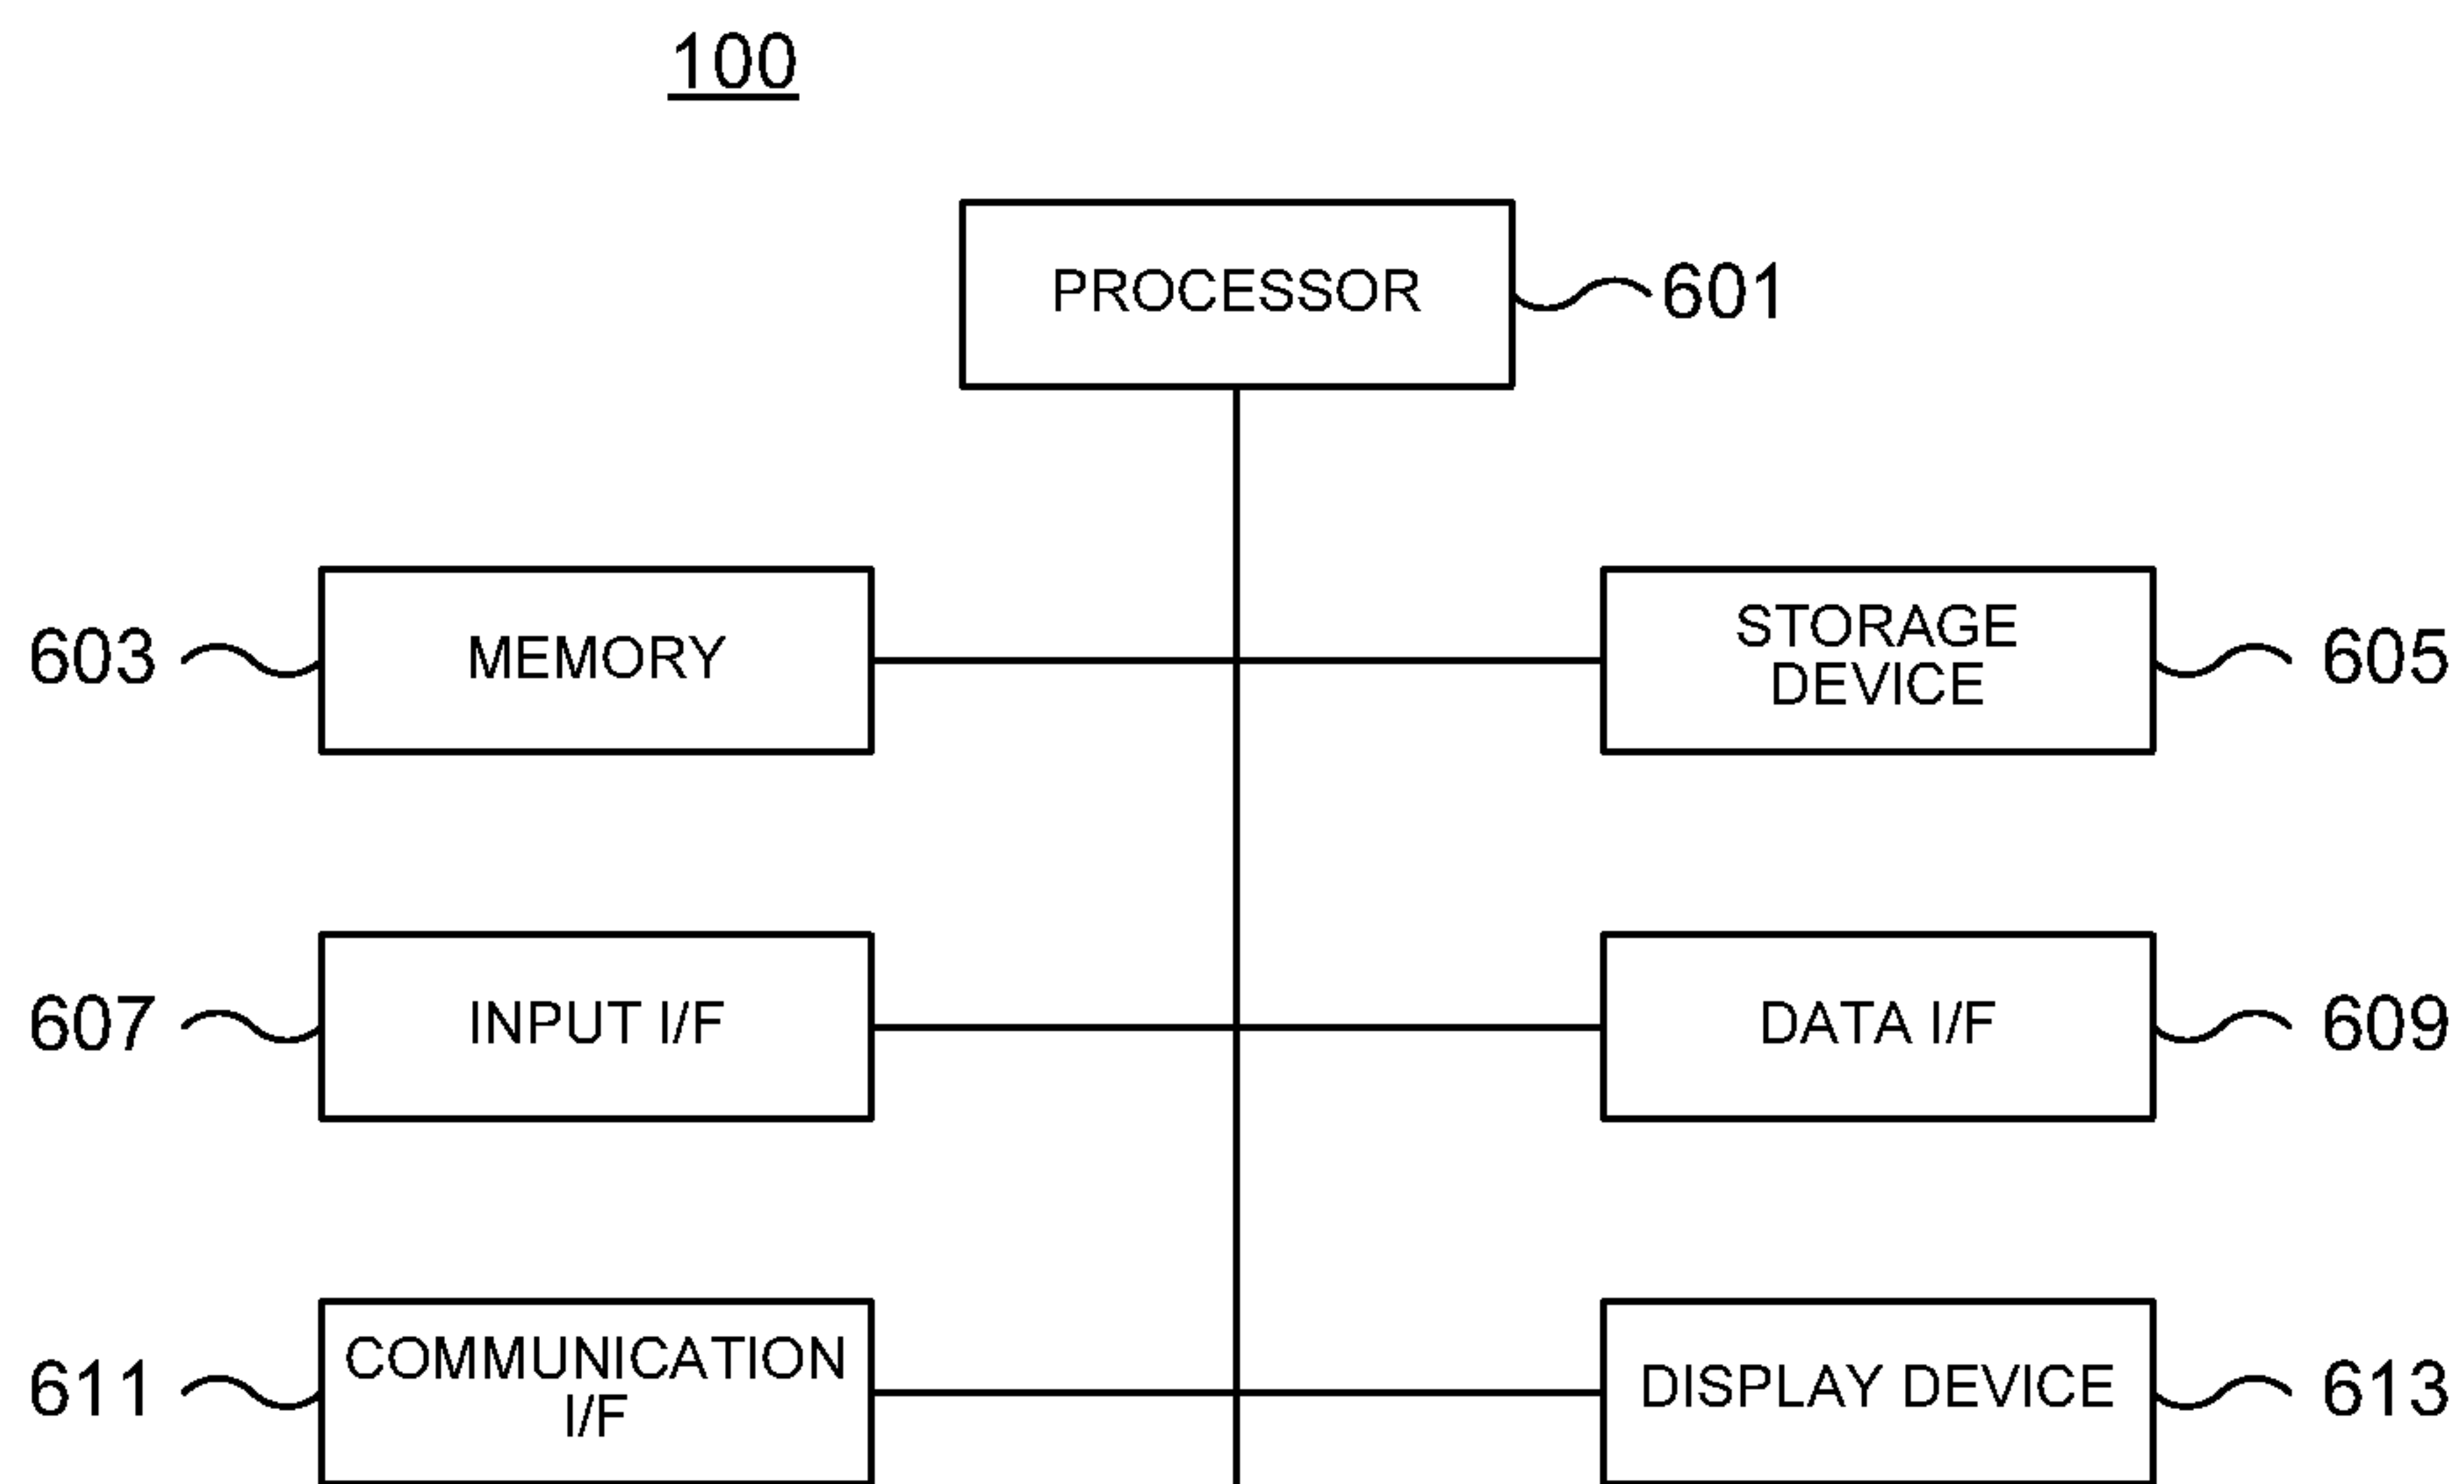 100
PROCESSOR
601
603
MEMORY
STORAGE
DEVICE
605
607
INPUT I/F
DATA I/F
609
611
COMMUNICATION
I/F
DISPLAY DEVICE
613